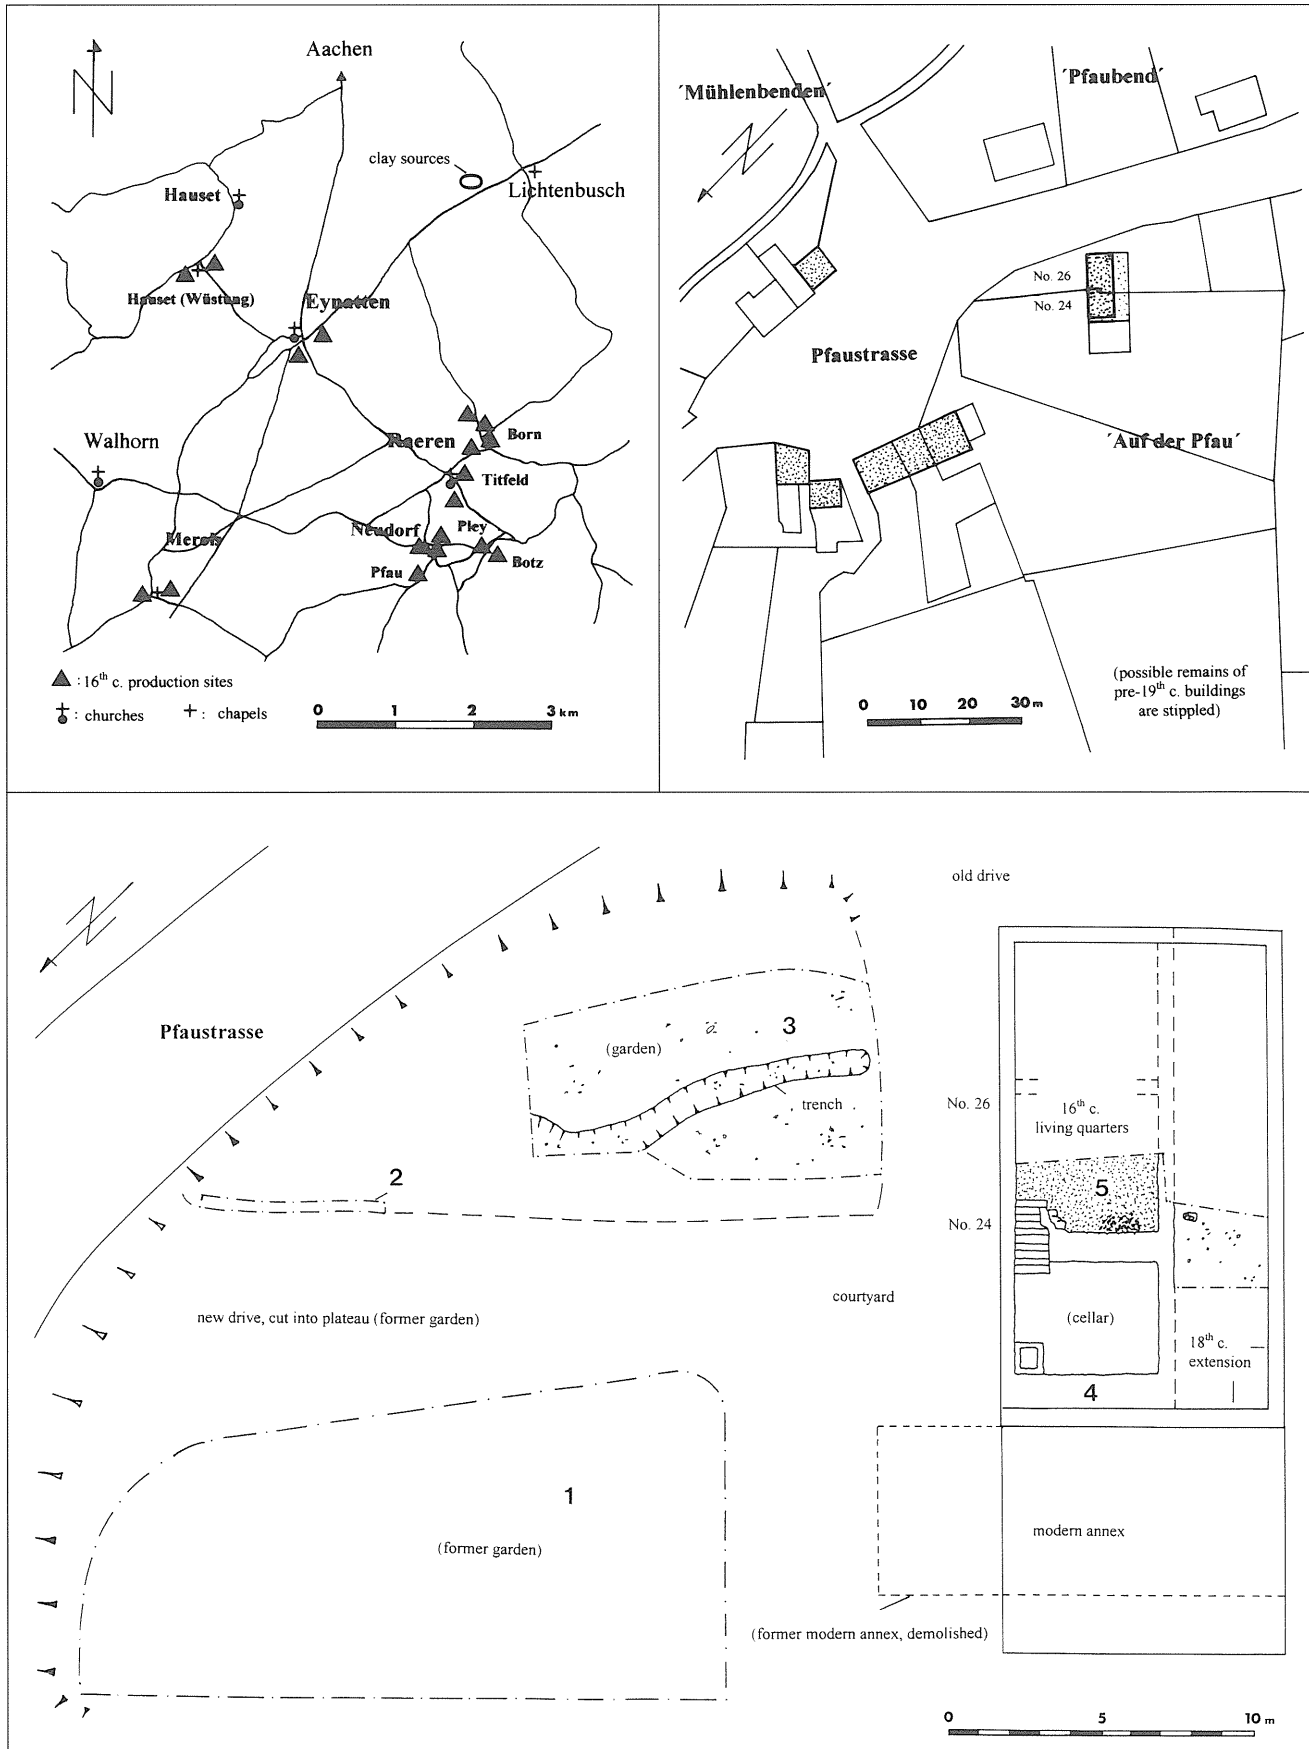 Aachen
N
clay sources
Lichtenbusch
Hauset
Hauset (Wüstung)
Eynatten
Walhorn
Raeren
Born
Titfeld
Merols
Neudorf
Pley
Botz
Pfau
: 16th c. production sites
: churches
: chapels
0 1 2 3 km
´Mühlenbenden´
´Pfaubend´
N
No. 26
No. 24
Pfaustrasse
´Auf der Pfau´
(possible remains of
pre-19th c. buildings
are stippled)
0 10 20 30 m
old drive
N
Pfaustrasse
3
(garden)
trench
No. 26
16th c.
living quarters
2
5
No. 24
courtyard
new drive, cut into plateau (former garden)
(cellar)
18th c.
extension
4
1
(former garden)
modern annex
(former modern annex, demolished)
0 5 10 m